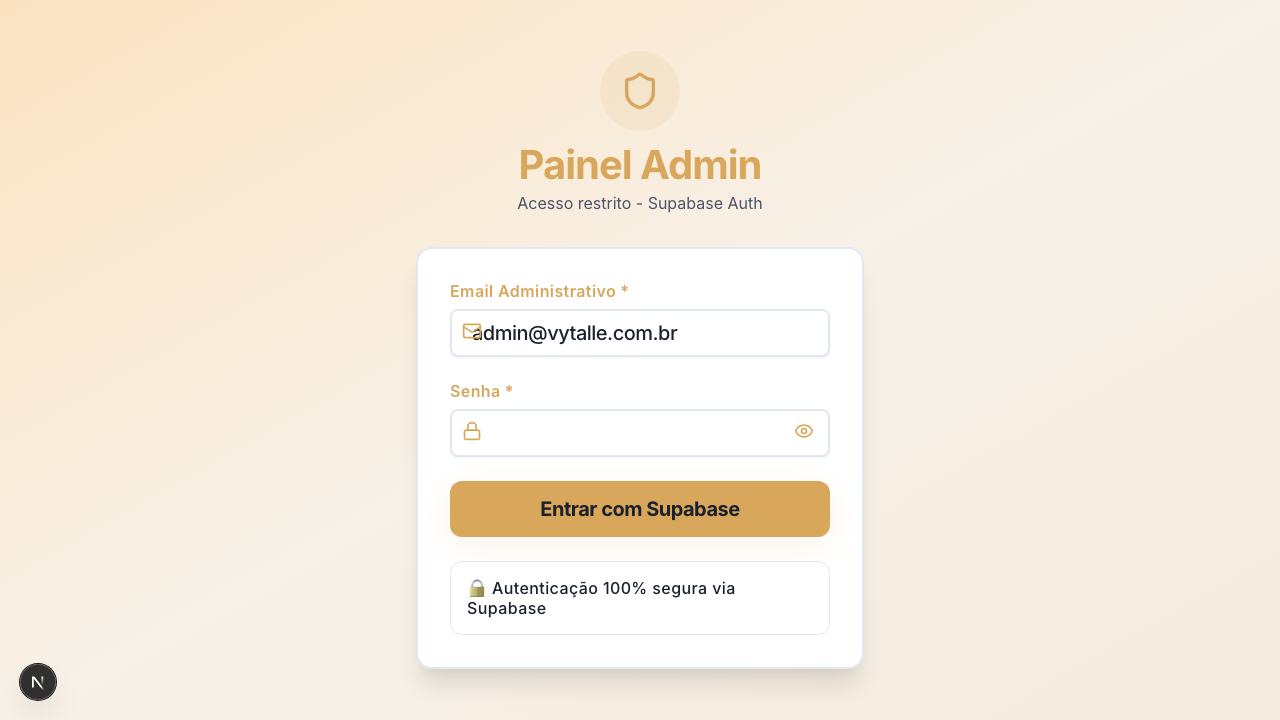 Painel Admin
Acesso restrito - Supabase Auth
Email Administrativo *
admin@vytalle.com.br
Senha *
Entrar com Supabase
🔒 Autenticação 100% segura via
Supabase
N